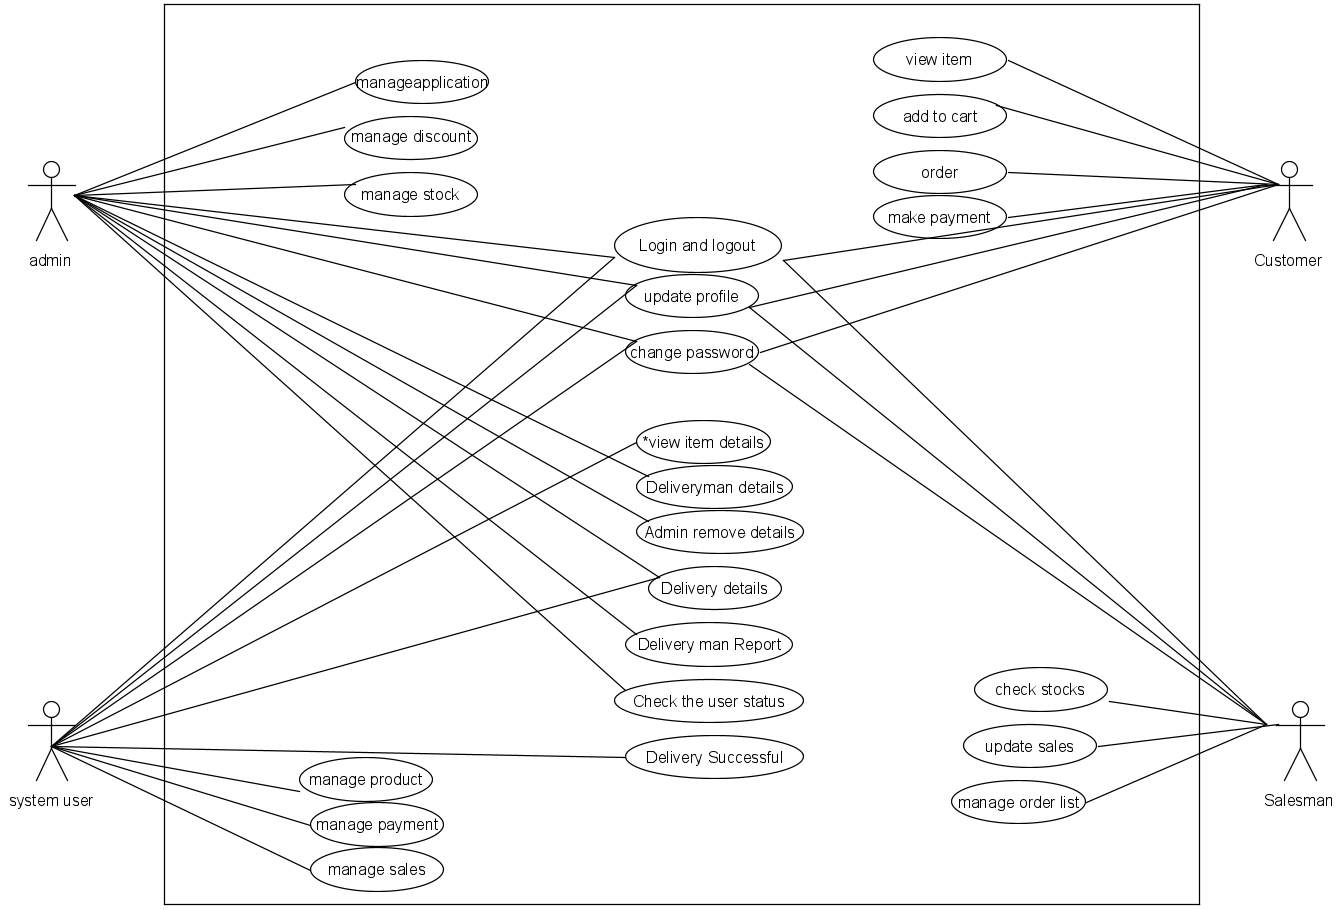 view item
manageapplication
add to cart
manage discount
order
manage stock
make payment
Login and logout
admin
Customer
update profile
change password
*view item details
Deliveryman details
Admin remove details
Delivery details
Delivery man Report
check stocks
Check the user status
update sales
Delivery Successful
manage product
system user
Salesman
manage order list
manage payment
manage sales